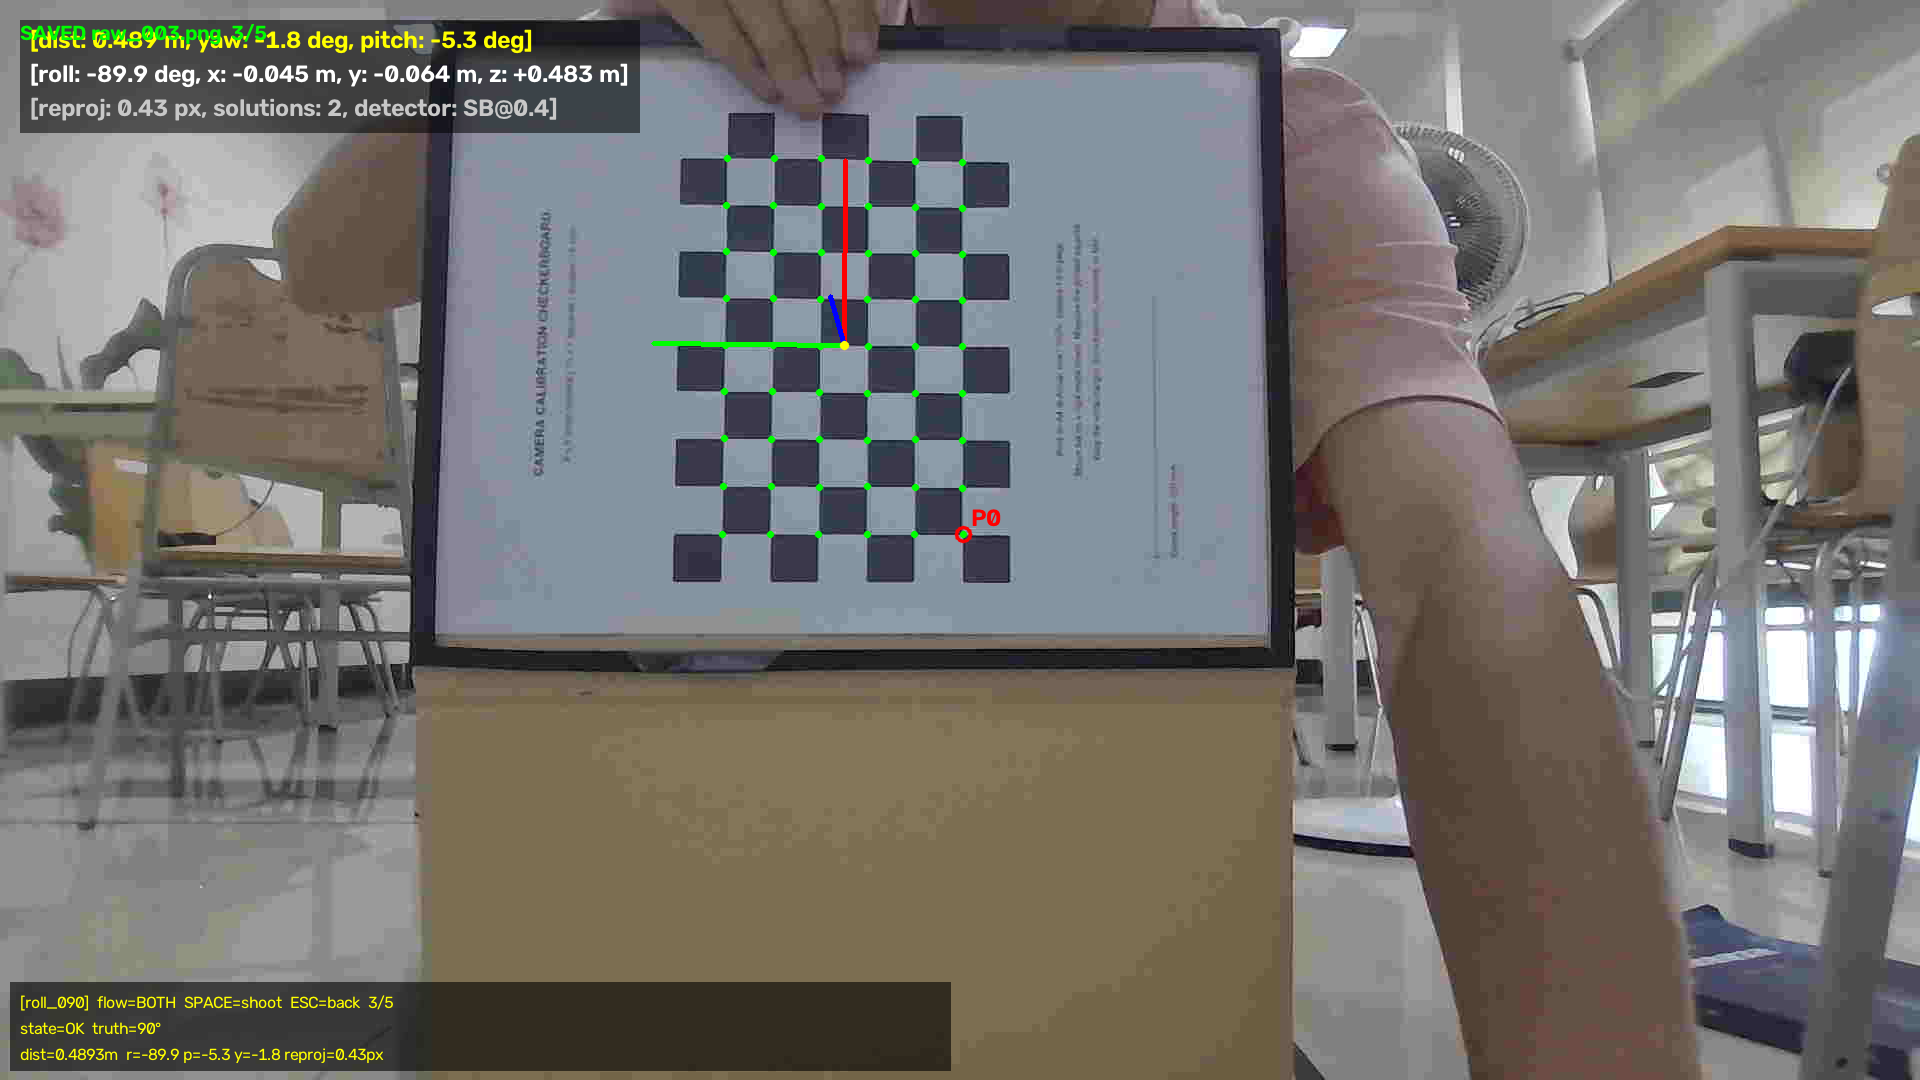 SAVED raw_003.png 3/5
[dist: 0.489 m, yaw: -1.8 deg, pitch: -5.3 deg]
[roll: -89.9 deg, x: -0.045 m, y: -0.064 m, z: +0.483 m]
[reproj: 0.43 px, solutions: 2, detector: SB@0.4]
CAMERA CALIBRATION CHECKERBOARD
P0
[roll_090] flow=BOTH SPACE=shoot ESC=back 3/5
state=OK truth=90°
dist=0.4893m r=-89.9 p=-5.3 y=-1.8 reproj=0.43px